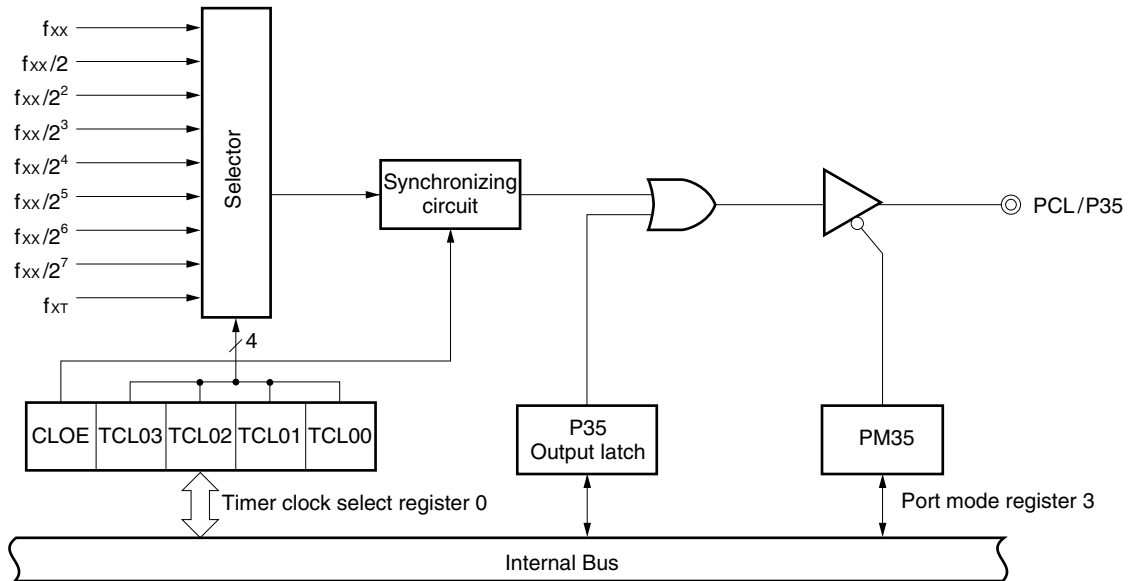 fXX
fXX/2
fXX/2²
fXX/2³
fXX/2⁴
fXX/2⁵
fXX/2⁶
fXX/2⁷
fXT
Selector
Synchronizing
circuit
PCL/P35
4
CLOE TCL03 TCL02 TCL01 TCL00
P35
Output latch
PM35
Timer clock select register 0
Port mode register 3
Internal Bus